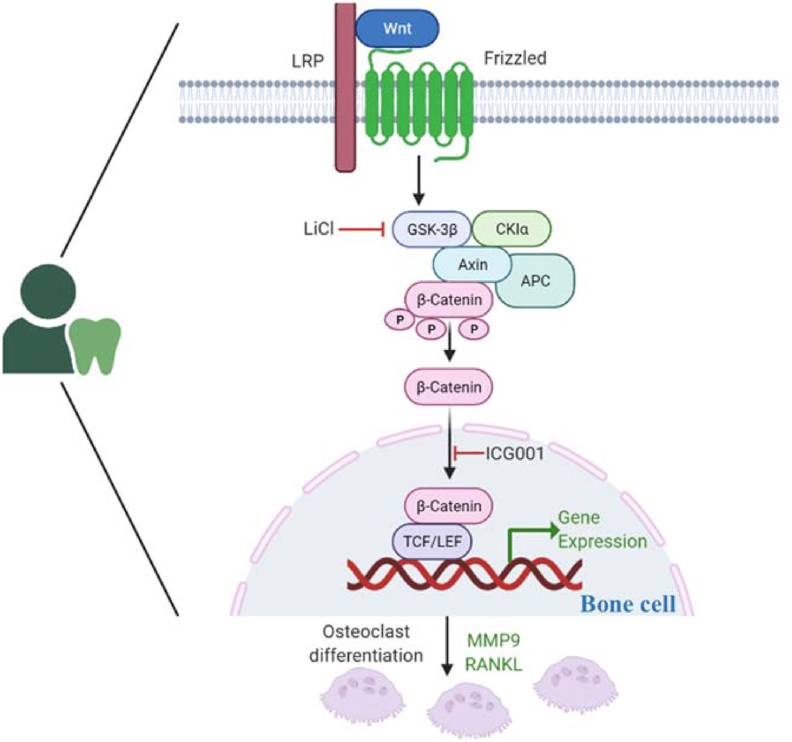 Wnt
LRP
Frizzled
LiCl
GSK-3β
CKIα
Axin
APC
β-Catenin
P
P
P
β-Catenin
ICG001
β-Catenin
TCF/LEF
Gene
Expression
Bone cell
Osteoclast
differentiation
MMP9
RANKL